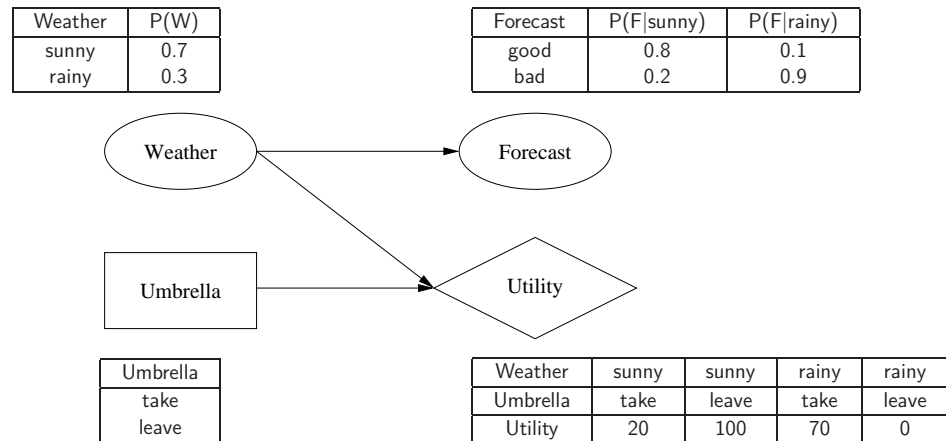 Weather P(W) Forecast P(F|sunny) P(F|rainy)
sunny 0.7 good 0.8 0.1
rainy 0.3 bad 0.2 0.9
Weather Forecast
Umbrella Utility
Umbrella Weather sunny sunny rainy rainy
take Umbrella take leave take leave
leave Utility 20 100 70 0